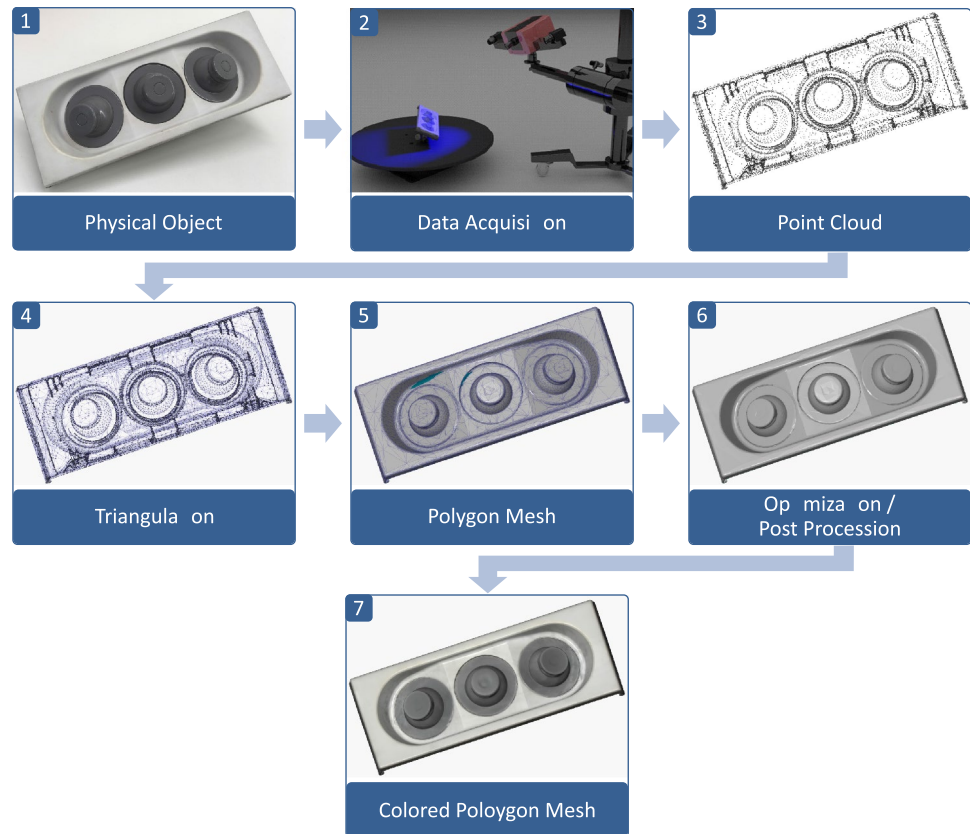 1
Physical Object
2
Data Acquisi on
3
Point Cloud
4
Triangula on
5
Polygon Mesh
6
Op miza on /
Post Procession
7
Colored Poloygon Mesh